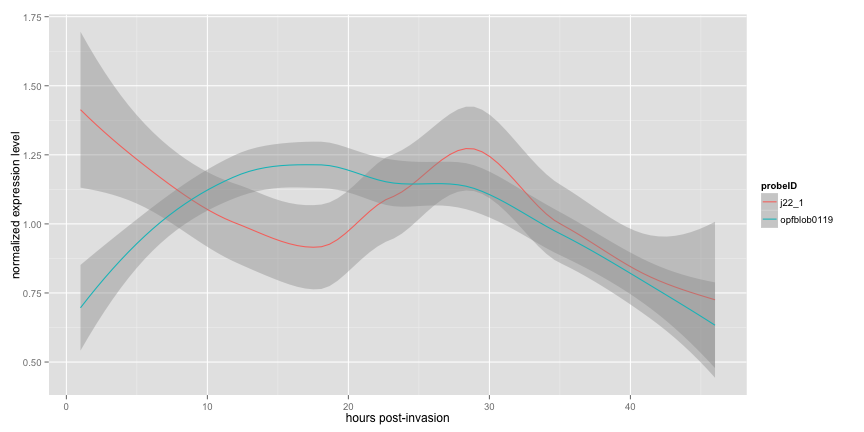 1.75
1.50
1.25
1.00
0.75
0.50
normalized expression level
0
10
20
30
40
hours post-invasion
probeID
j22_1
opfblob0119